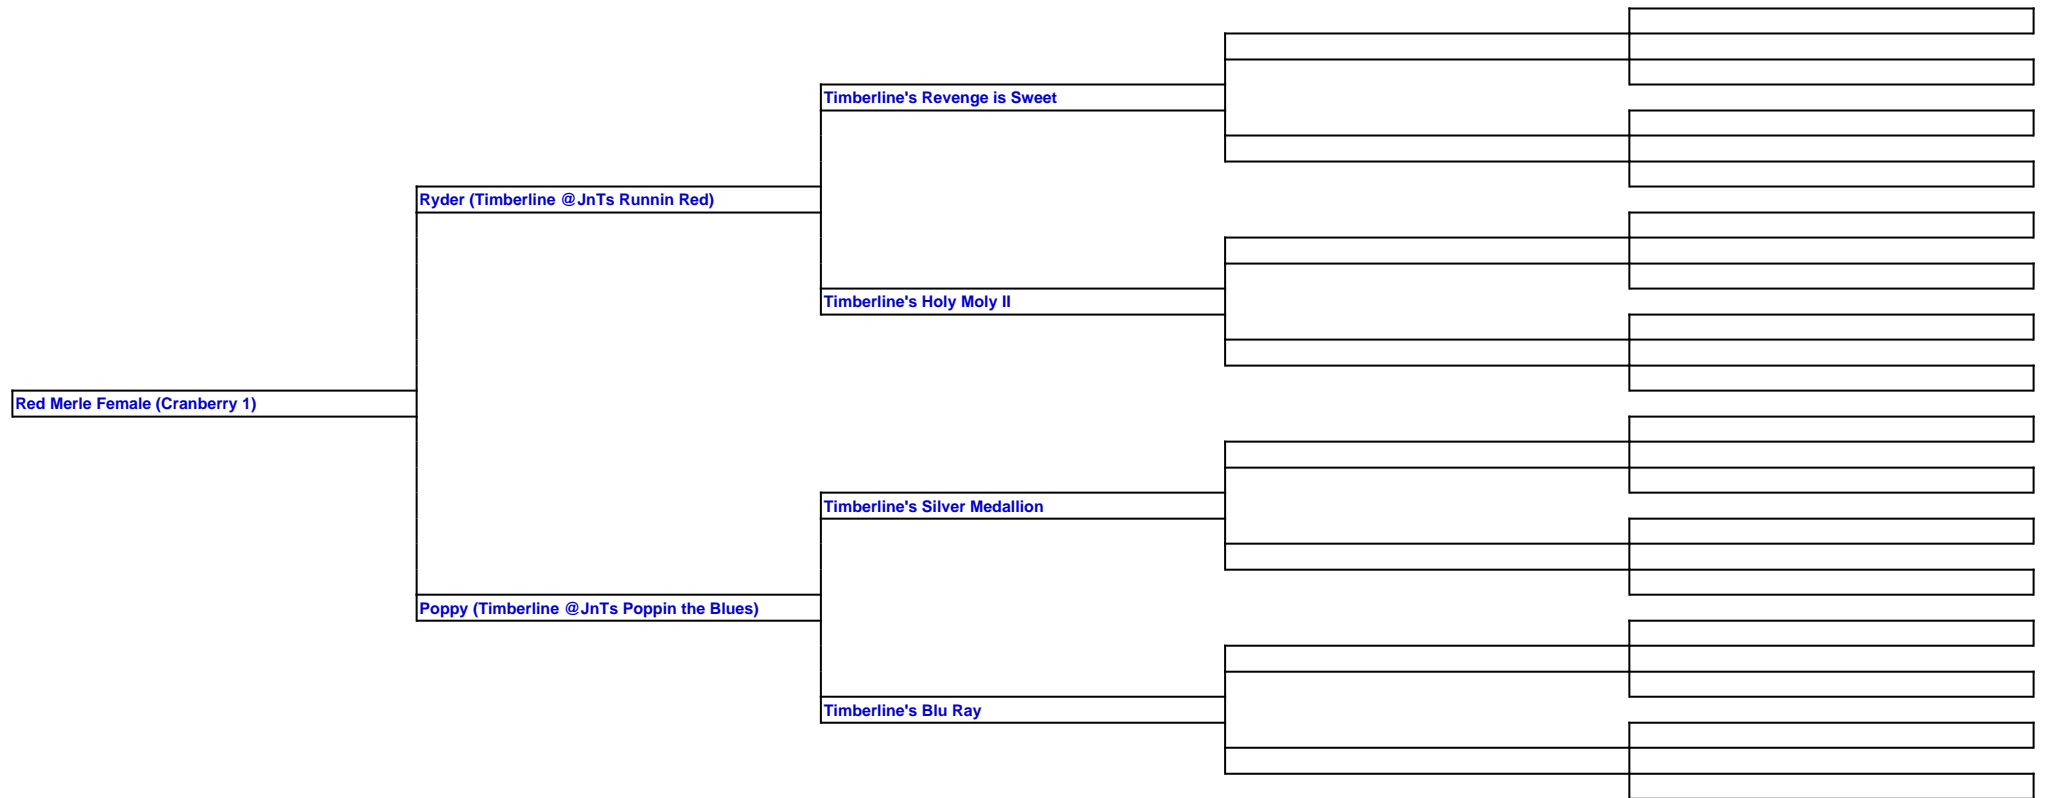 Timberline's Revenge is Sweet
Ryder (Timberline @JnTs Runnin Red)
Timberline's Holy Moly II
Red Merle Female (Cranberry 1)
Timberline's Silver Medallion
Poppy (Timberline @JnTs Poppin the Blues)
Timberline's Blu Ray